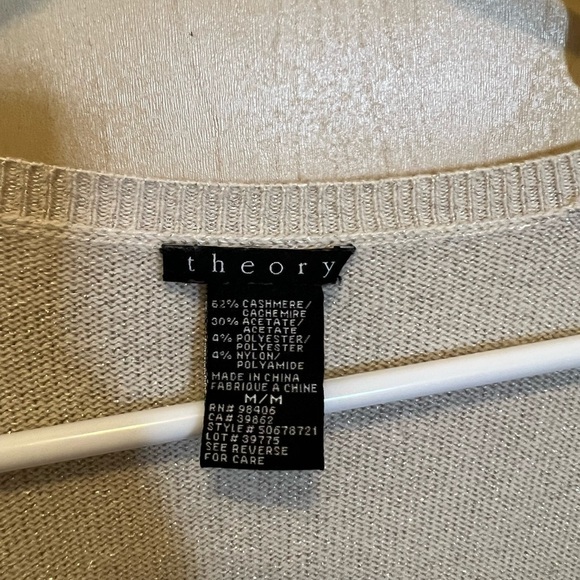 theory
62% CASHMERE/
CACHEMIRE
30% ACETATE/
ACETATE
4% POLYESTER/
POLYESTER
4% NYLON/
POLYAMIDE
MADE IN CHINA
FABRIQUE A CHINE
M/M
RN# 98406
CA# 39862
STYLE# 50678721
LOT# 39775
SEE REVERSE
FOR CARE